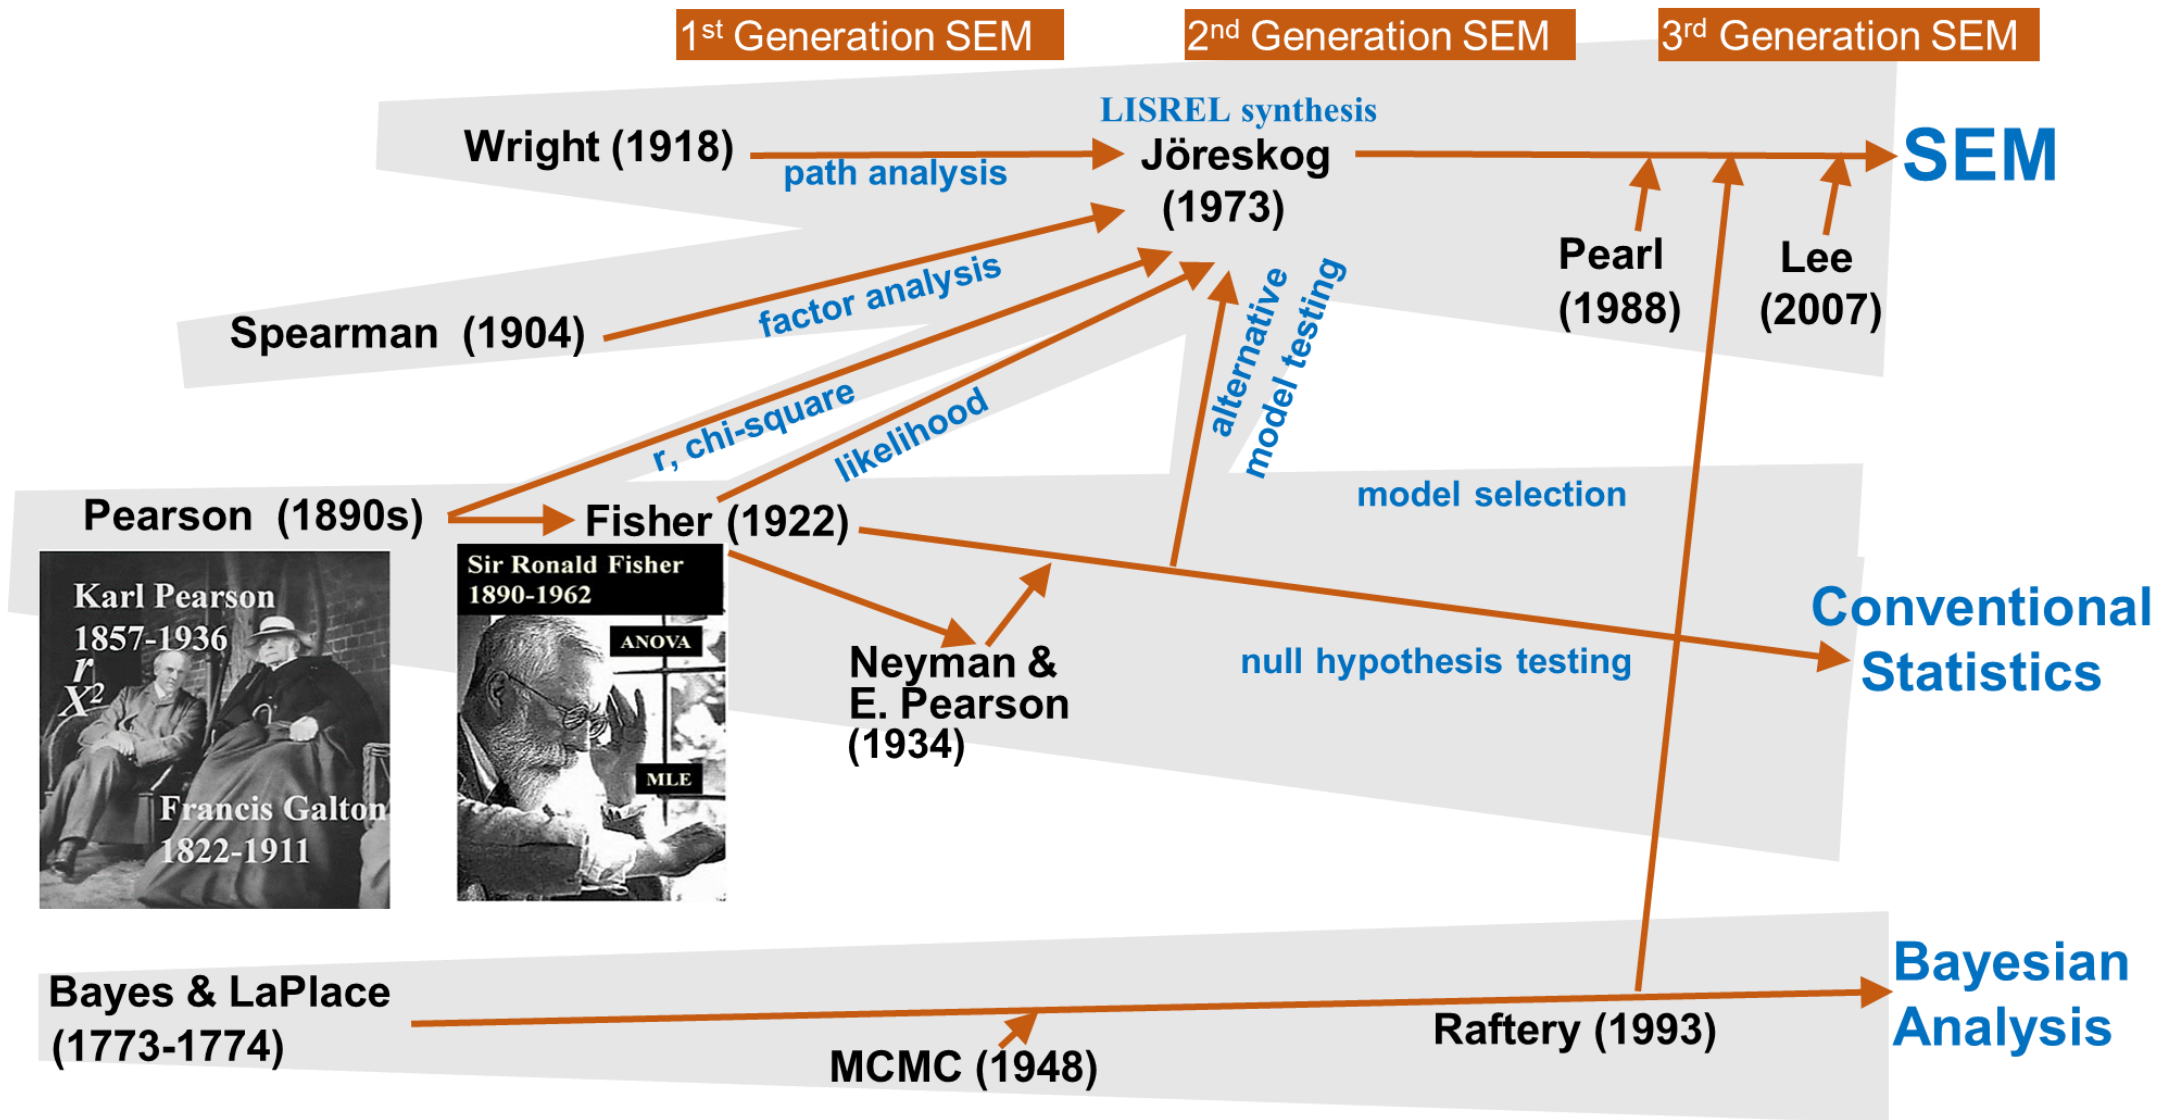 1st Generation SEM
2nd Generation SEM
3rd Generation SEM
LISREL synthesis
Wright (1918)
path analysis
Jöreskog
(1973)
SEM
Pearl
(1988)
Lee
(2007)
Spearman (1904)
factor analysis
alternative
model testing
r, chi-square
likelihood
model selection
Pearson (1890s)
Fisher (1922)
Karl Pearson
1857-1936
r
X2
Francis Galton
1822-1911
Sir Ronald Fisher
1890-1962
ANOVA
MLE
Neyman &
E. Pearson
(1934)
null hypothesis testing
Conventional
Statistics
Bayes & LaPlace
(1773-1774)
MCMC (1948)
Raftery (1993)
Bayesian
Analysis